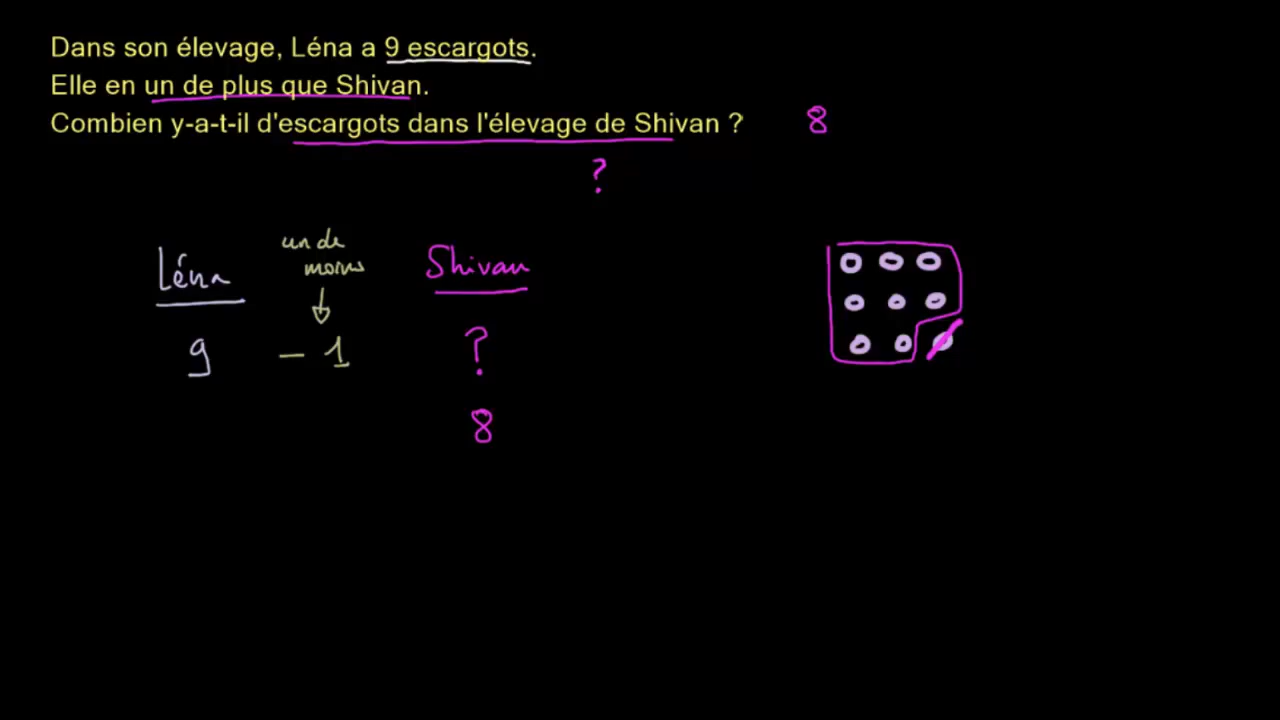 Dans son élevage, Léna a 9 escargots.
Elle en un de plus que Shivan.
Combien y-a-t-il d'escargots dans l'élevage de Shivan ? 8
?
un de
moins
Léna
Shivan
9 - 1 ?
8